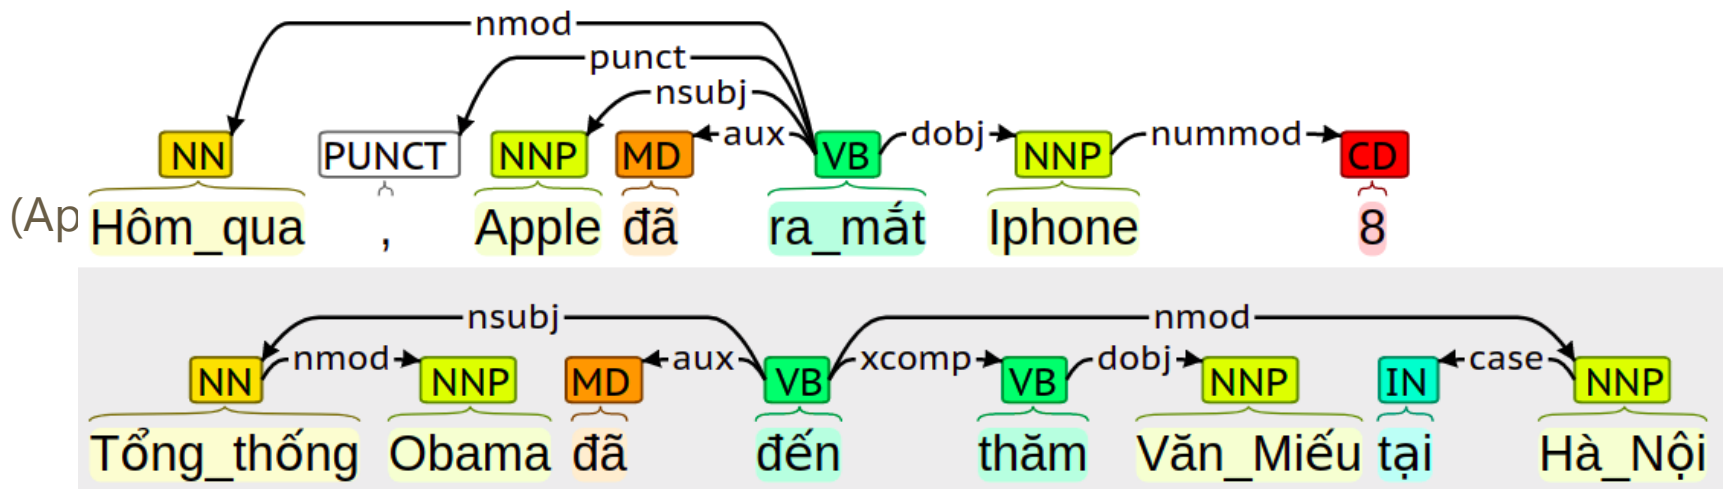 nmod
punct
nsubj
aux dobj nummod
NN PUNCT NNP MD VB NNP CD
(Ap Hôm_qua , Apple đã ra_mắt Iphone 8
nsubj nmod
nmod aux xcomp dobj case
NN NNP MD VB VB NNP IN NNP
Tổng_thống Obama đã đến thăm Văn_Miếu tại Hà_Nội